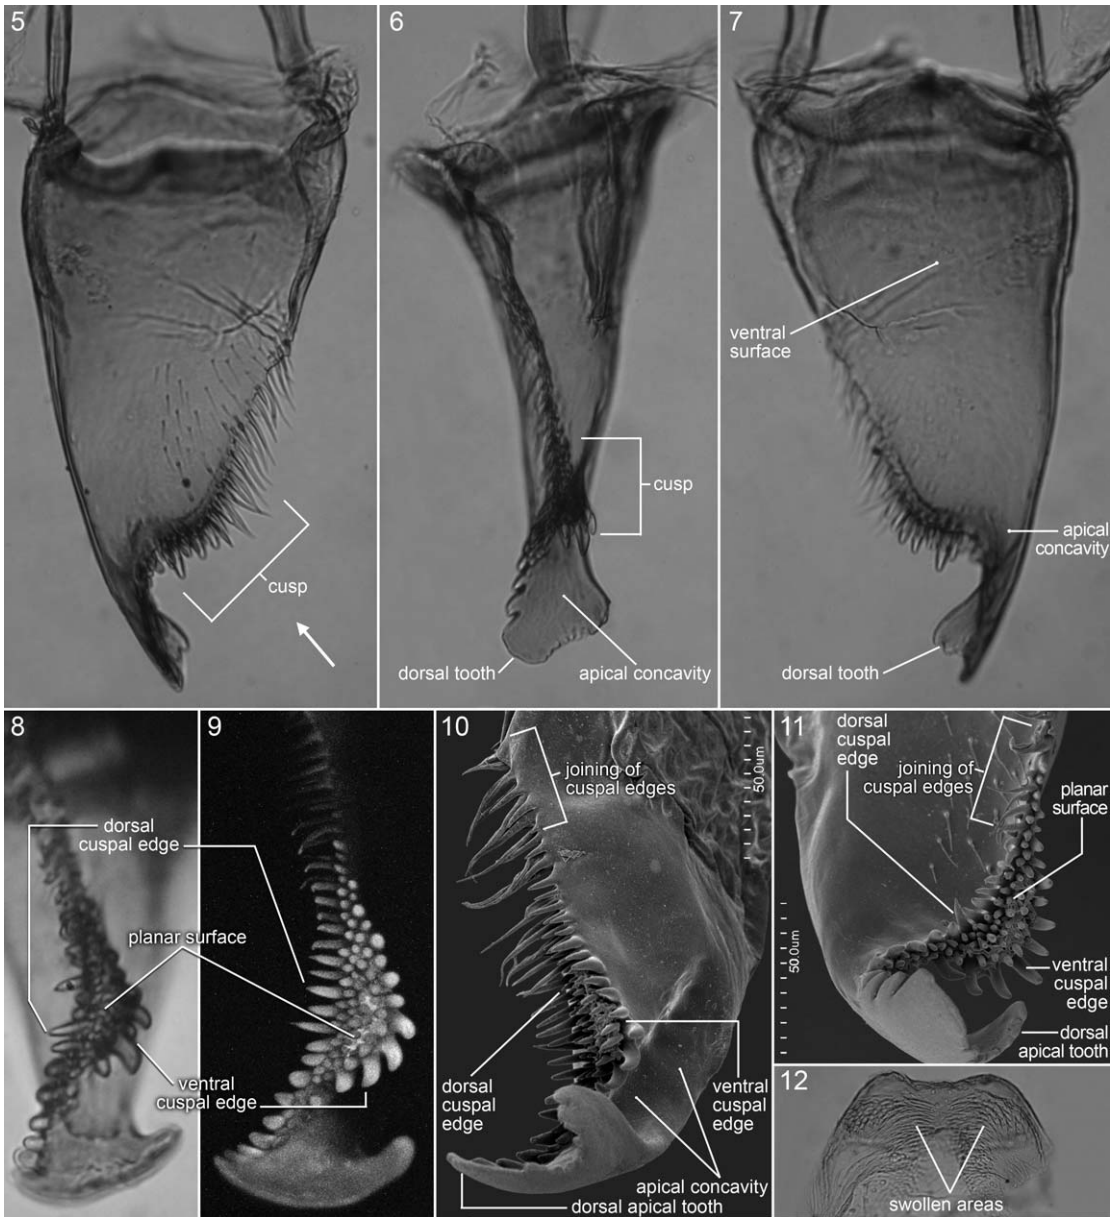 5
cusp
6
cusp
dorsal tooth
apical concavity
7
ventral
surface
apical
concavity
dorsal tooth
8
dorsal
cuspal edge
planar surface
ventral
cuspal edge
9
10
joining of
cuspal edges
50.0um
dorsal
cuspal
edge
ventral
cuspal
edge
apical concavity
dorsal apical tooth
11
dorsal
cuspal
edge
joining of
cuspal edges
planar
surface
50.0um
ventral
cuspal
edge
dorsal
apical tooth
12
swollen areas